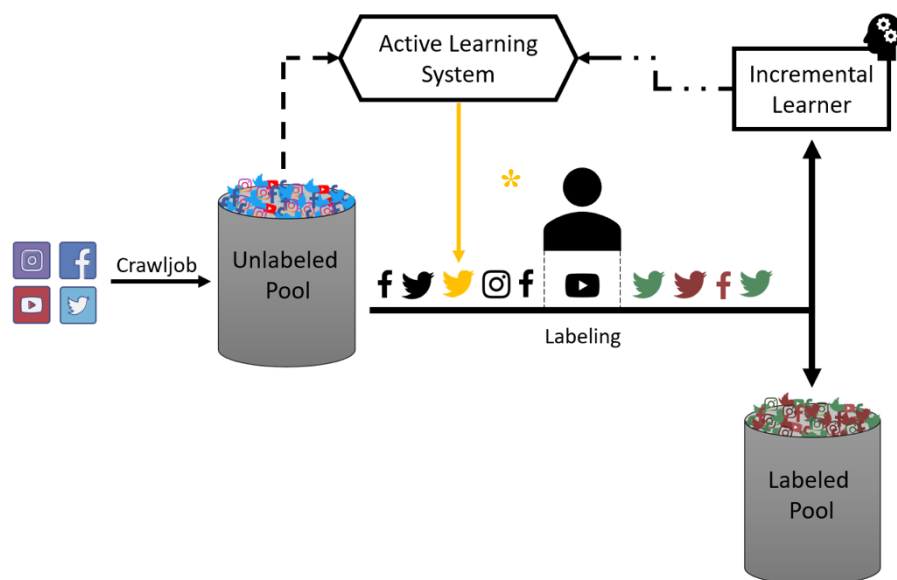 Active Learning
System
Incremental
Learner
Crawljob
Unlabeled
Pool
*
Labeling
Labeled
Pool